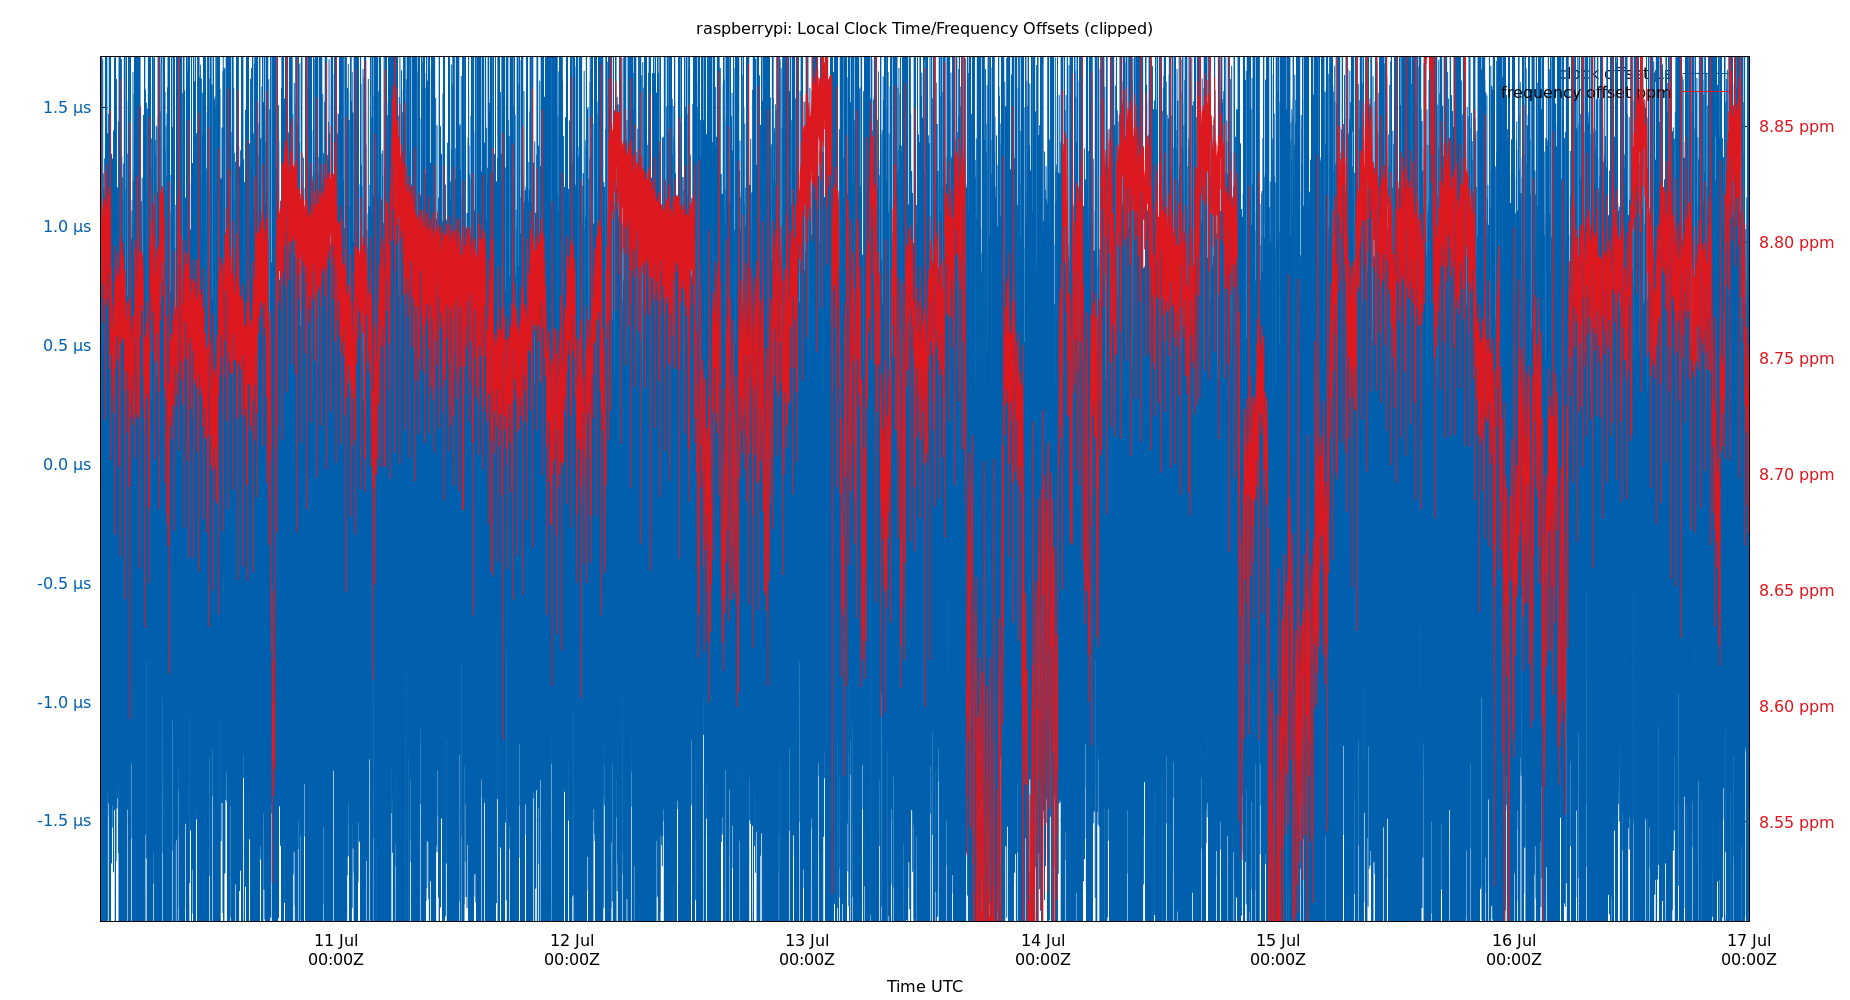 raspberrypi: Local Clock Time/Frequency Offsets (clipped)
clock offset µs
frequency offset ppm
1.5 µs
1.0 µs
0.5 µs
0.0 µs
-0.5 µs
-1.0 µs
-1.5 µs
8.85 ppm
8.80 ppm
8.75 ppm
8.70 ppm
8.65 ppm
8.60 ppm
8.55 ppm
11 Jul 12 Jul 13 Jul 14 Jul 15 Jul 16 Jul 17 Jul
00:00Z 00:00Z 00:00Z 00:00Z 00:00Z 00:00Z 00:00Z
Time UTC